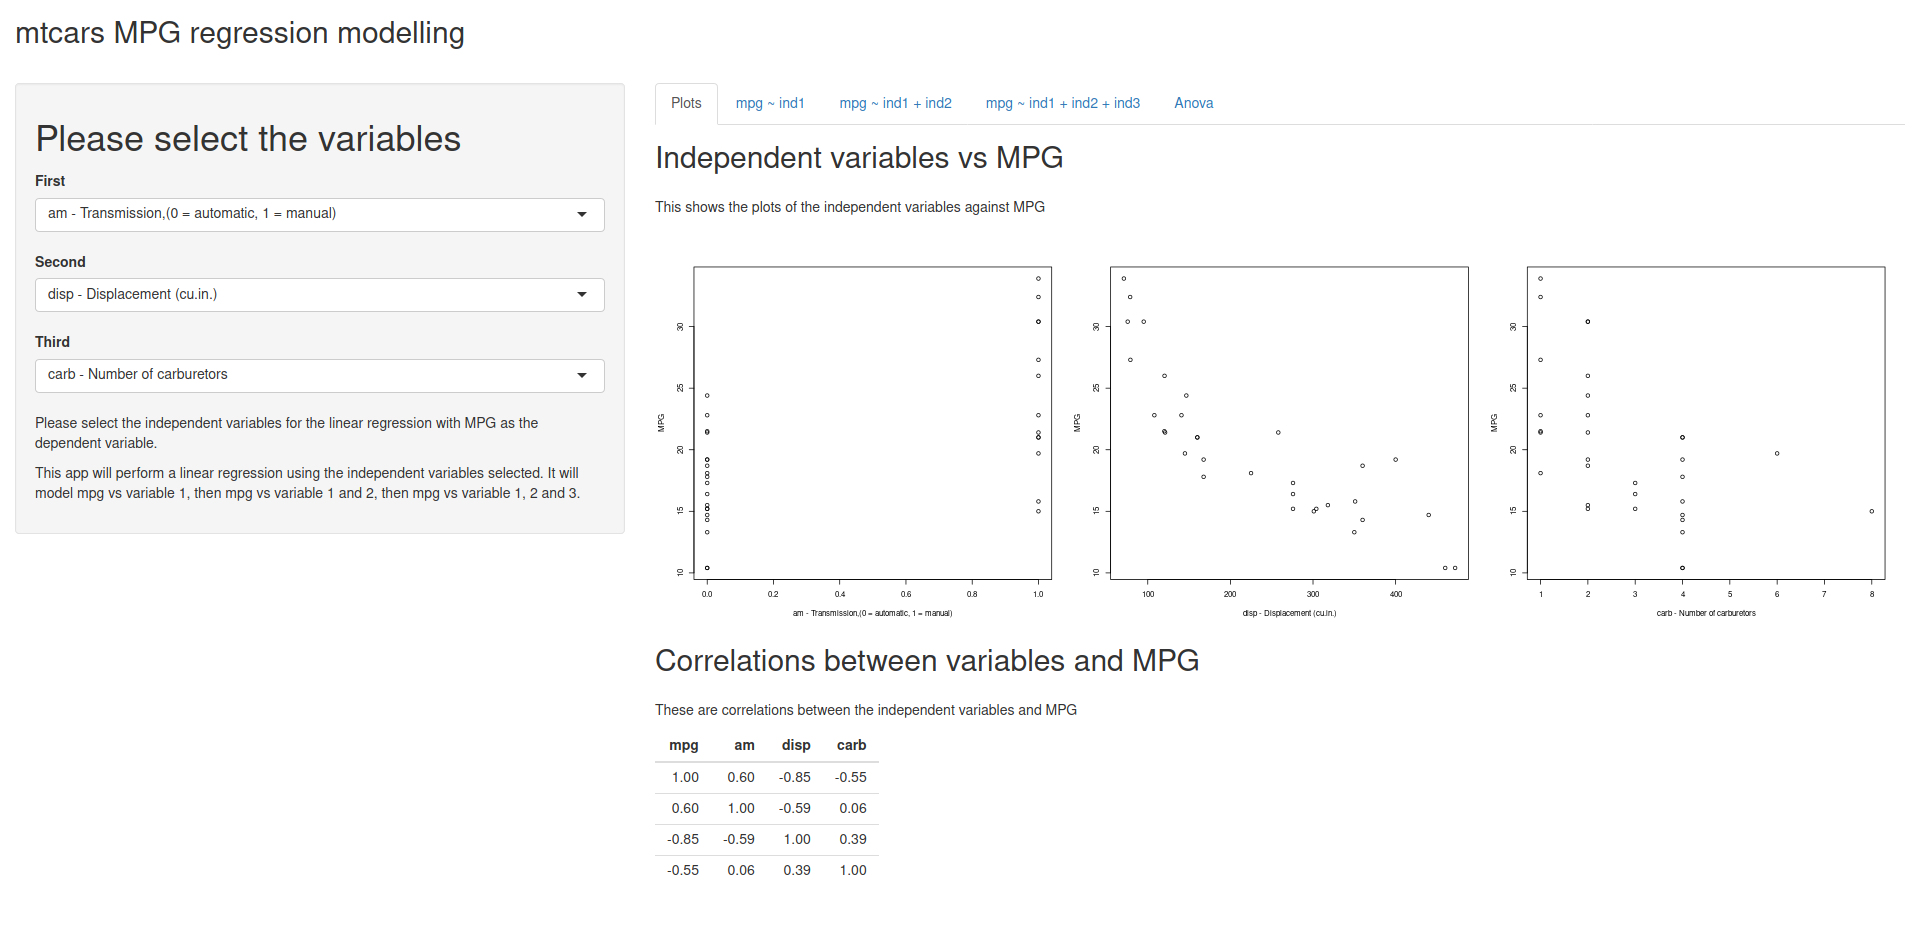 mtcars MPG regression modelling
Please select the variables
First
am - Transmission,(0 = automatic, 1 = manual)
Second
disp - Displacement (cu.in.)
Third
carb - Number of carburetors
Please select the independent variables for the linear regression with MPG as the
dependent variable.
This app will perform a linear regression using the independent variables selected. It will
model mpg vs variable 1, then mpg vs variable 1 and 2, then mpg vs variable 1, 2 and 3.
Plots mpg ~ ind1 mpg ~ ind1 + ind2 mpg ~ ind1 + ind2 + ind3 Anova
Independent variables vs MPG
This shows the plots of the independent variables against MPG
MPG
30
25
20
15
10
0.0 0.2 0.4 0.6 0.8 1.0
am - Transmission,(0 = automatic, 1 = manual)
MPG
30
25
20
15
10
100 200 300 400
disp - Displacement (cu.in.)
MPG
30
25
20
15
10
1 2 3 4 5 6 7 8
carb - Number of carburetors
Correlations between variables and MPG
These are correlations between the independent variables and MPG
mpg am disp carb
1.00 0.60 -0.85 -0.55
0.60 1.00 -0.59 0.06
-0.85 -0.59 1.00 0.39
-0.55 0.06 0.39 1.00